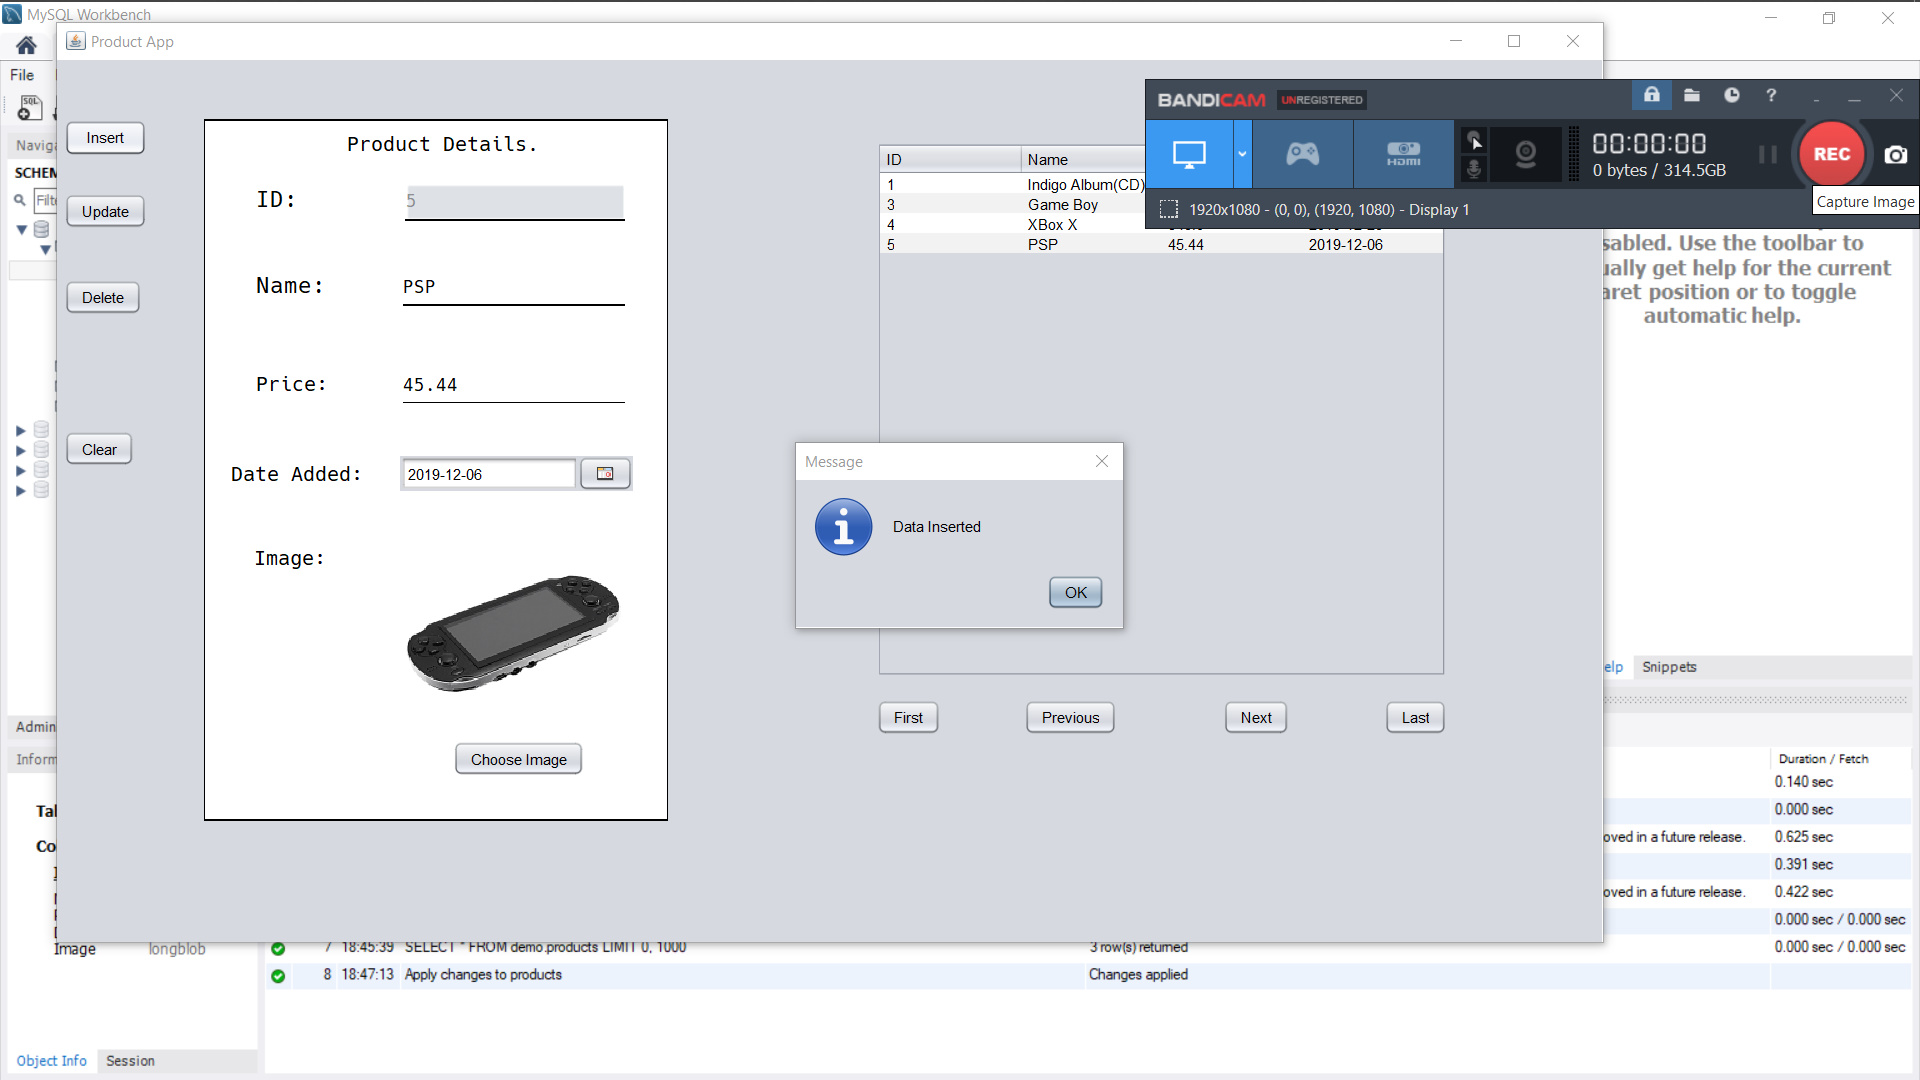 MySQL Workbench
Product App
File
Insert
Update
Delete
Clear
Product Details.
ID:
5
Name:
PSP
Price:
45.44
Date Added:
2019-12-06
Image:
Choose Image
ID Name
1 Indigo Album(CD)
3 Game Boy
4 XBox X
5 PSP 45.44 2019-12-06
First Previous Next Last
Message
Data Inserted
OK
BANDICAM UNREGISTERED
HDMI
00:00:00
0 bytes / 314.5GB
REC
1920x1080 - (0, 0), (1920, 1080) - Display 1
Capture Image
sabled. Use the toolbar to
ually get help for the current
aret position or to toggle
automatic help.
elp Snippets
Duration / Fetch
0.140 sec
0.000 sec
oved in a future release. 0.625 sec
0.391 sec
oved in a future release. 0.422 sec
0.000 sec / 0.000 sec
7 18:45:39 SELECT * FROM demo.products LIMIT 0, 1000 3 row(s) returned 0.000 sec / 0.000 sec
8 18:47:13 Apply changes to products Changes applied
SQL
Naviga
SCHEM
Filte
Admin
Inform
Tal
Co
Image longblob
Object Info Session